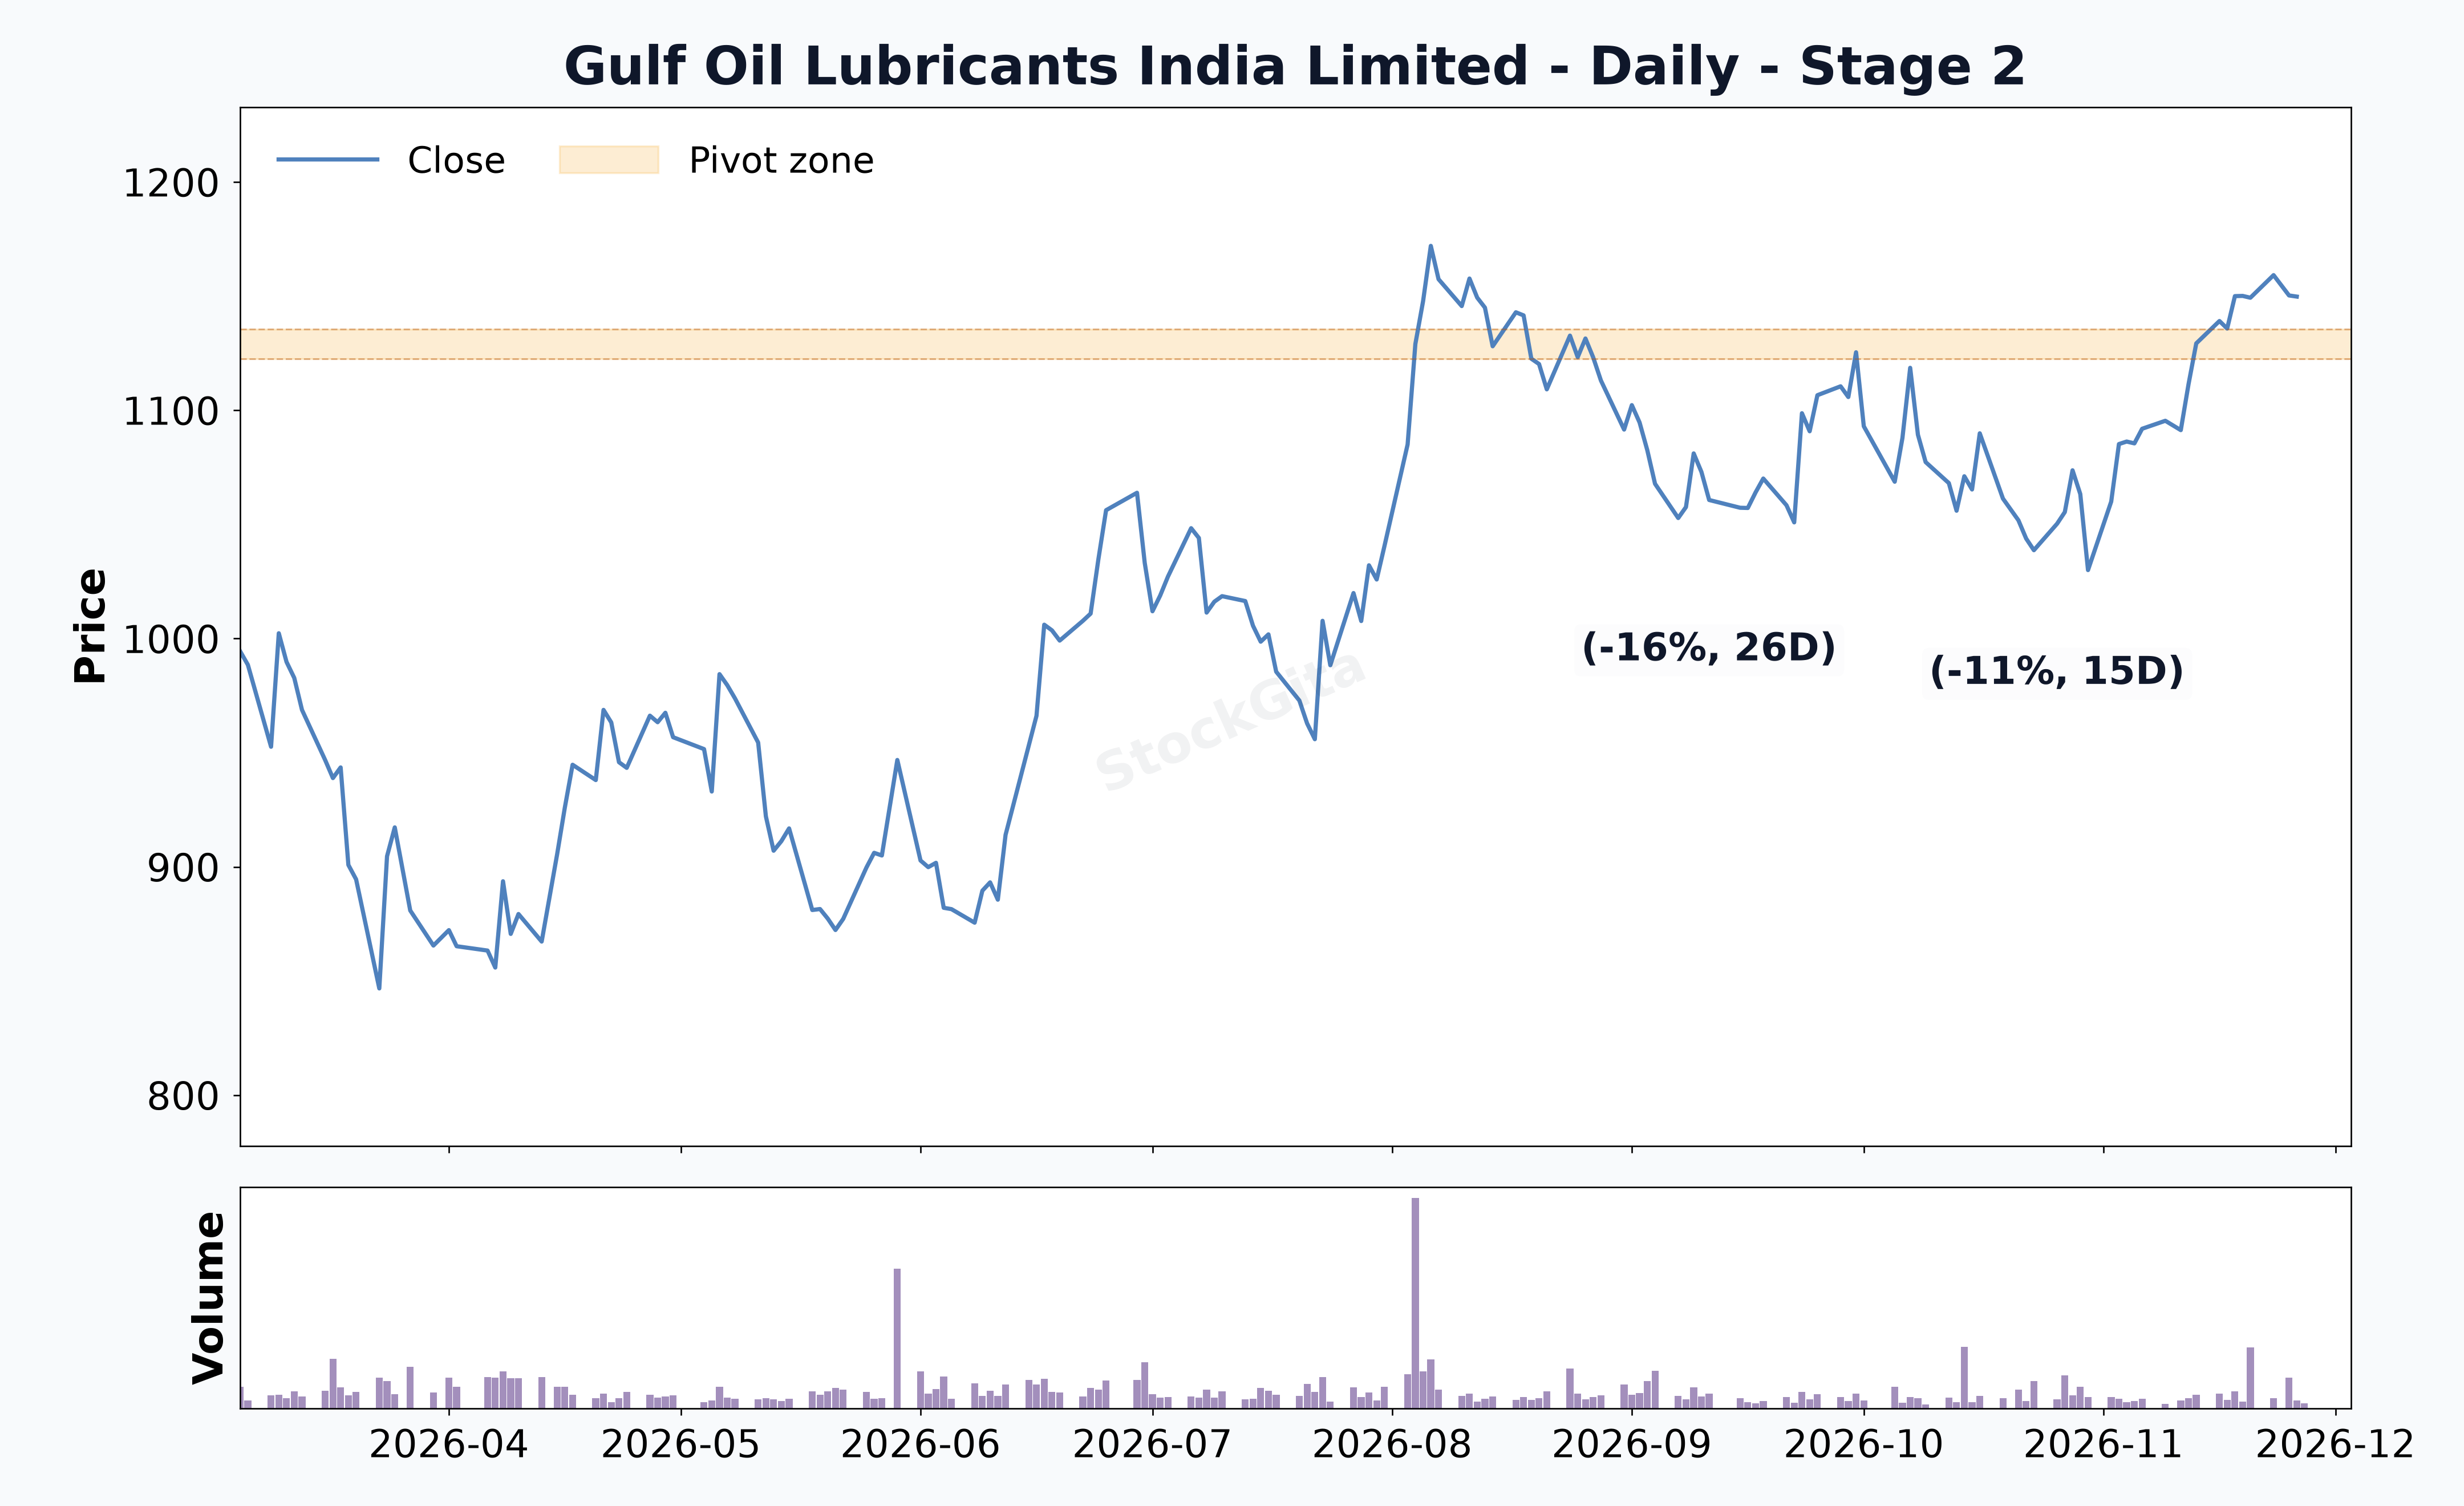 Gulf Oil Lubricants India Limited - Daily - Stage 2
Close
Pivot zone
1200
1100
1000
900
800
Price
(-16%, 26D)
(-11%, 15D)
StockGita
Volume
2026-04
2026-05
2026-06
2026-07
2026-08
2026-09
2026-10
2026-11
2026-12